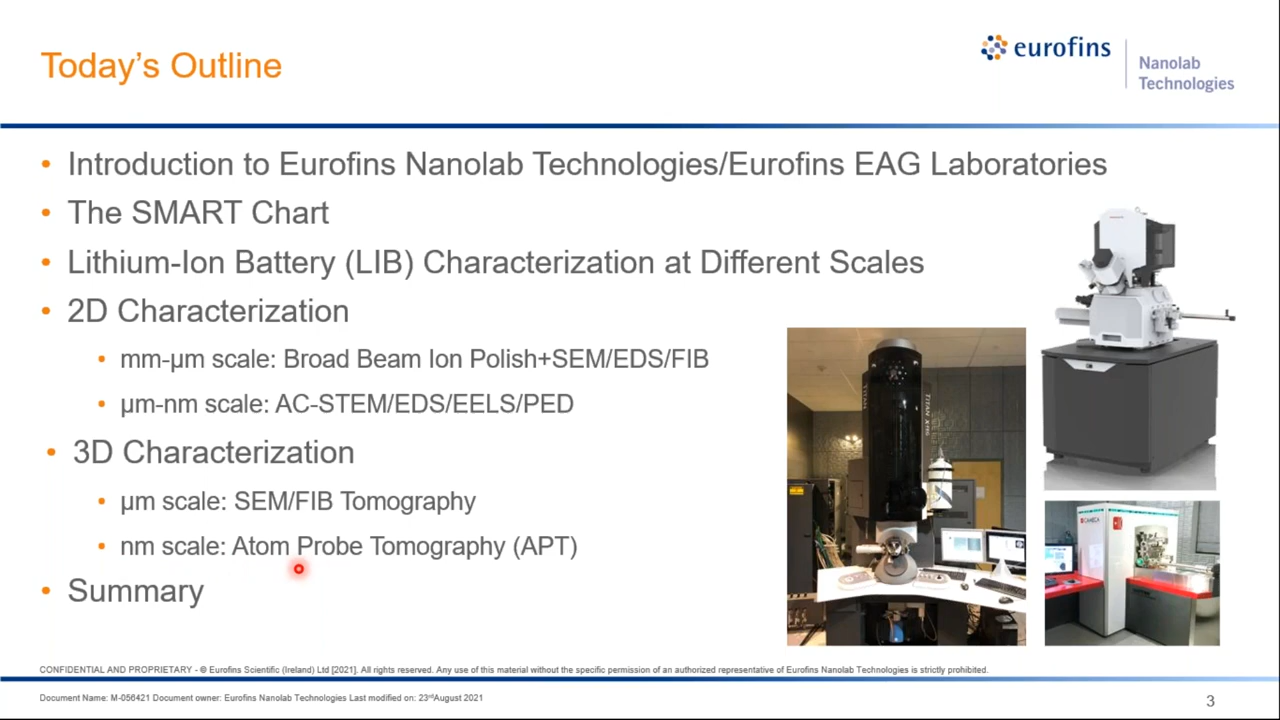 Today's Outline
eurofins
Nanolab
Technologies
• Introduction to Eurofins Nanolab Technologies/Eurofins EAG Laboratories
• The SMART Chart
• Lithium-Ion Battery (LIB) Characterization at Different Scales
• 2D Characterization
• mm-µm scale: Broad Beam Ion Polish+SEM/EDS/FIB
• µm-nm scale: AC-STEM/EDS/EELS/PED
• 3D Characterization
• µm scale: SEM/FIB Tomography
• nm scale: Atom Probe Tomography (APT)
• Summary
TITAN
CAMECA
CONFIDENTIAL AND PROPRIETARY - © Eurofins Scientific (Ireland) Ltd [2021]. All rights reserved. Any use of this material without the specific permission of an authorized representative of Eurofins Nanolab Technologies is strictly prohibited.
Document Name: M-056421 Document owner: Eurofins Nanolab Technologies Last modified on: 23rdAugust 2021
3